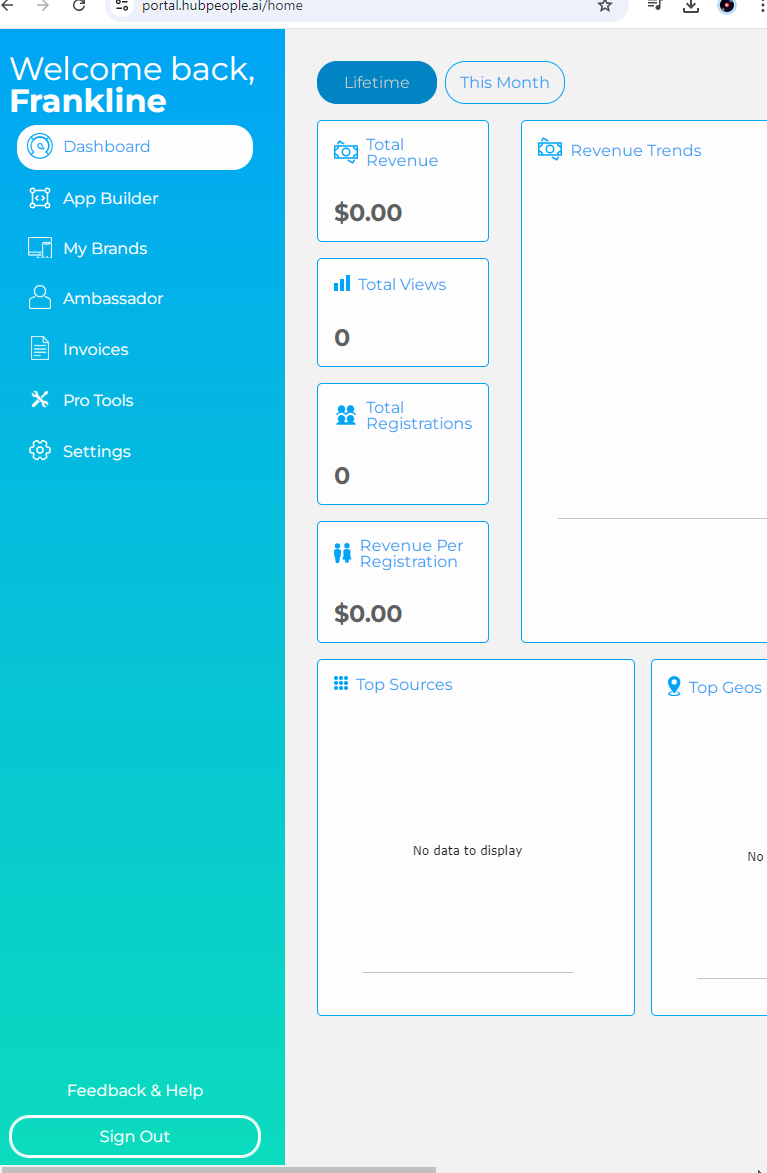 portal.hubpeople.ai/home
Welcome back,
Frankline
Dashboard
App Builder
My Brands
Ambassador
Invoices
Pro Tools
Settings
Feedback & Help
Sign Out
Lifetime
This Month
Total
Revenue
$0.00
Total Views
0
Total
Registrations
0
Revenue Per
Registration
$0.00
Revenue Trends
Top Sources
No data to display
Top Geos
No